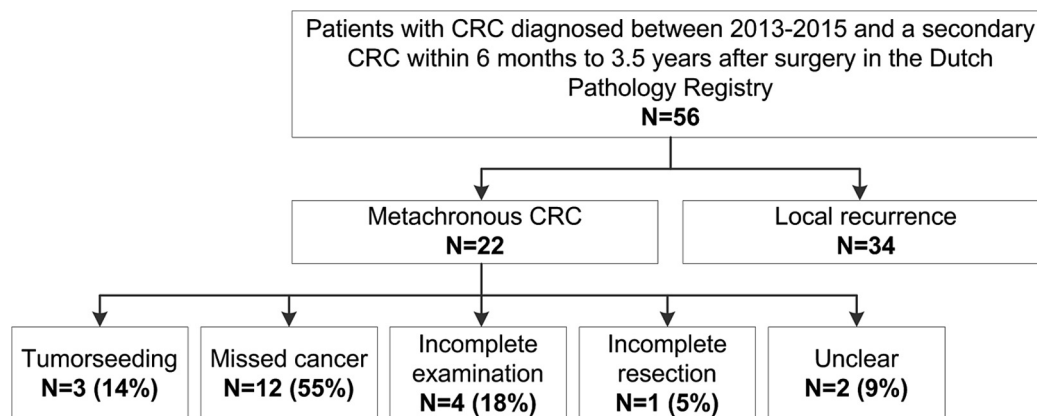 Patients with CRC diagnosed between 2013-2015 and a secondary
CRC within 6 months to 3.5 years after surgery in the Dutch
Pathology Registry
N=56
Metachronous CRC
N=22
Local recurrence
N=34
Tumorseeding
N=3 (14%)
Missed cancer
N=12 (55%)
Incomplete
examination
N=4 (18%)
Incomplete
resection
N=1 (5%)
Unclear
N=2 (9%)